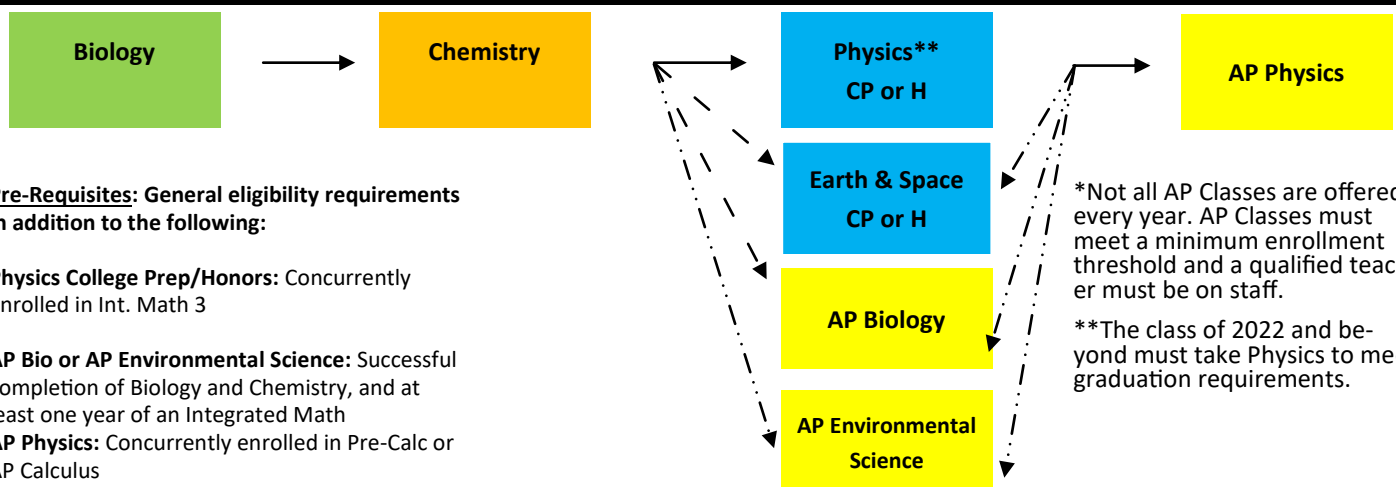 Biology
Chemistry
Physics**
CP or H
AP Physics
Earth & Space
CP or H
AP Biology
AP Environmental
Science
re-Requisites: General eligibility requirements
n addition to the following:
hysics College Prep/Honors: Concurrently
nrolled in Int. Math 3
AP Bio or AP Environmental Science: Successful
ompletion of Biology and Chemistry, and at
east one year of an Integrated Math
AP Physics: Concurrently enrolled in Pre-Calc or
AP Calculus
*Not all AP Classes are offered
every year. AP Classes must
meet a minimum enrollment
threshold and a qualified teac
er must be on staff.
**The class of 2022 and be-
yond must take Physics to me
graduation requirements.